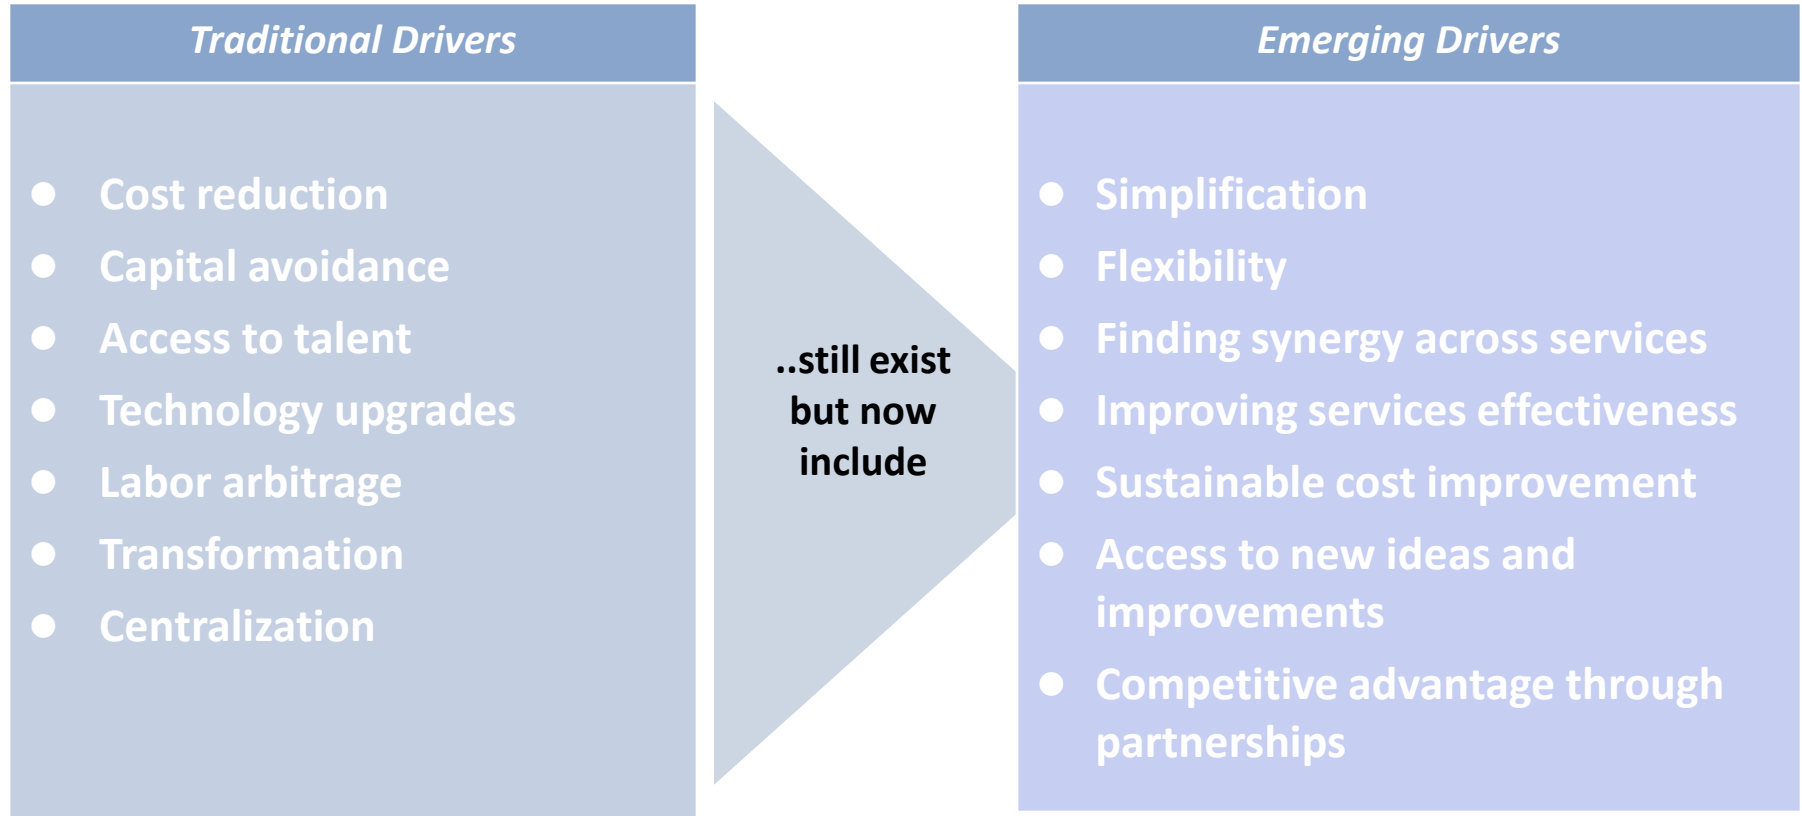 Traditional Drivers
● Cost reduction
● Capital avoidance
● Access to talent
● Technology upgrades
● Labor arbitrage
● Transformation
● Centralization
..still exist
but now
include
Emerging Drivers
● Simplification
● Flexibility
● Finding synergy across services
● Improving services effectiveness
● Sustainable cost improvement
● Access to new ideas and
improvements
● Competitive advantage through
partnerships